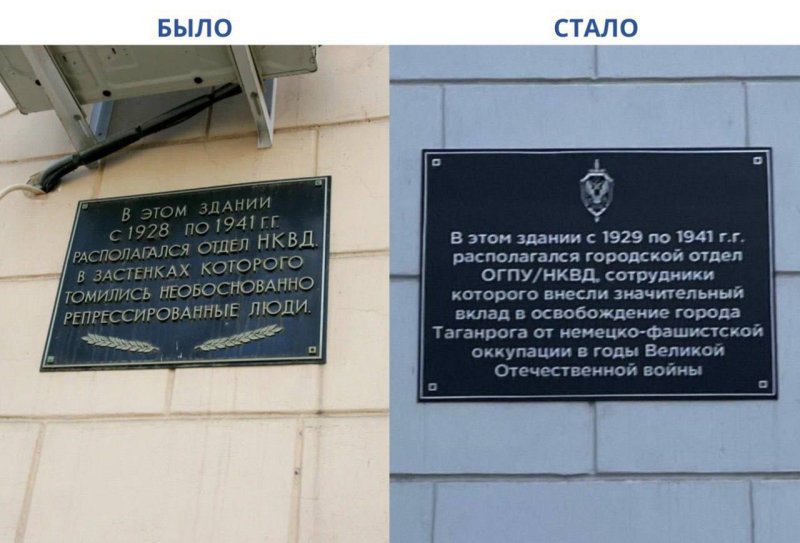 БЫЛО
В ЭТОМ ЗДАНИИ
С 1928 ПО 1941 Г.Г.
РАСПОЛАГАЛСЯ ОТДЕЛ НКВД.
В ЗАСТЕНКАХ КОТОРОГО
ТОМИЛИСЬ НЕОБОСНОВАННО
РЕПРЕССИРОВАННЫЕ ЛЮДИ.
СТАЛО
В этом здании с 1929 по 1941 г.г.
располагался городской отдел
ОГПУ/НКВД, сотрудники
которого внесли значительный
вклад в освобождение города
Таганрога от немецко-фашистской
оккупации в годы Великой
Отечественной войны